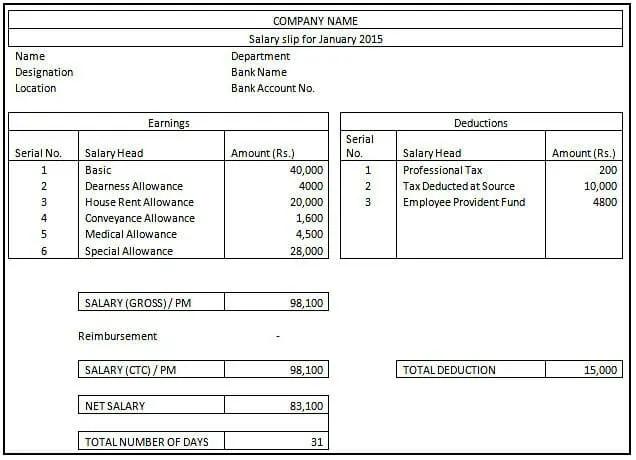 COMPANY NAME
Salary slip for January 2015
Name Department
Designation Bank Name
Location Bank Account No.
Earnings Deductions
Serial No. Salary Head Amount (Rs.) Serial No. Salary Head Amount (Rs.)
1 Basic 40,000 1 Professional Tax 200
2 Dearness Allowance 4000 2 Tax Deducted at Source 10,000
3 House Rent Allowance 20,000 3 Employee Provident Fund 4800
4 Conveyance Allowance 1,600
5 Medical Allowance 4,500
6 Special Allowance 28,000
SALARY (GROSS) / PM 98,100
Reimbursement -
SALARY (CTC) / PM 98,100 TOTAL DEDUCTION 15,000
NET SALARY 83,100
TOTAL NUMBER OF DAYS 31